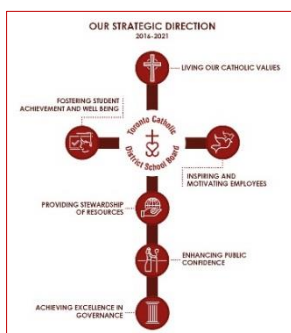 OUR STRATEGIC DIRECTION
2016-2021
LIVING OUR CATHOLIC VALUES
FOSTERING STUDENT
ACHIEVEMENT AND WELL BEING
Toronto Catholic
District School Board
INSPIRING AND
MOTIVATING EMPLOYEES
PROVIDING STEWARDSHIP
OF RESOURCES
ENHANCING PUBLIC
CONFIDENCE
ACHIEVING EXCELLENCE IN
GOVERNANCE